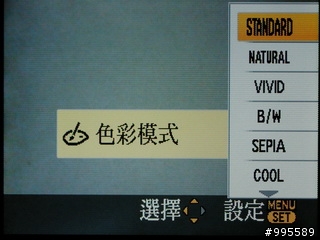 STANDARD
NATURAL
VIVID
B/W
色彩模式
SEPIA
COOL
選擇 設定 MENU
SET
#995589